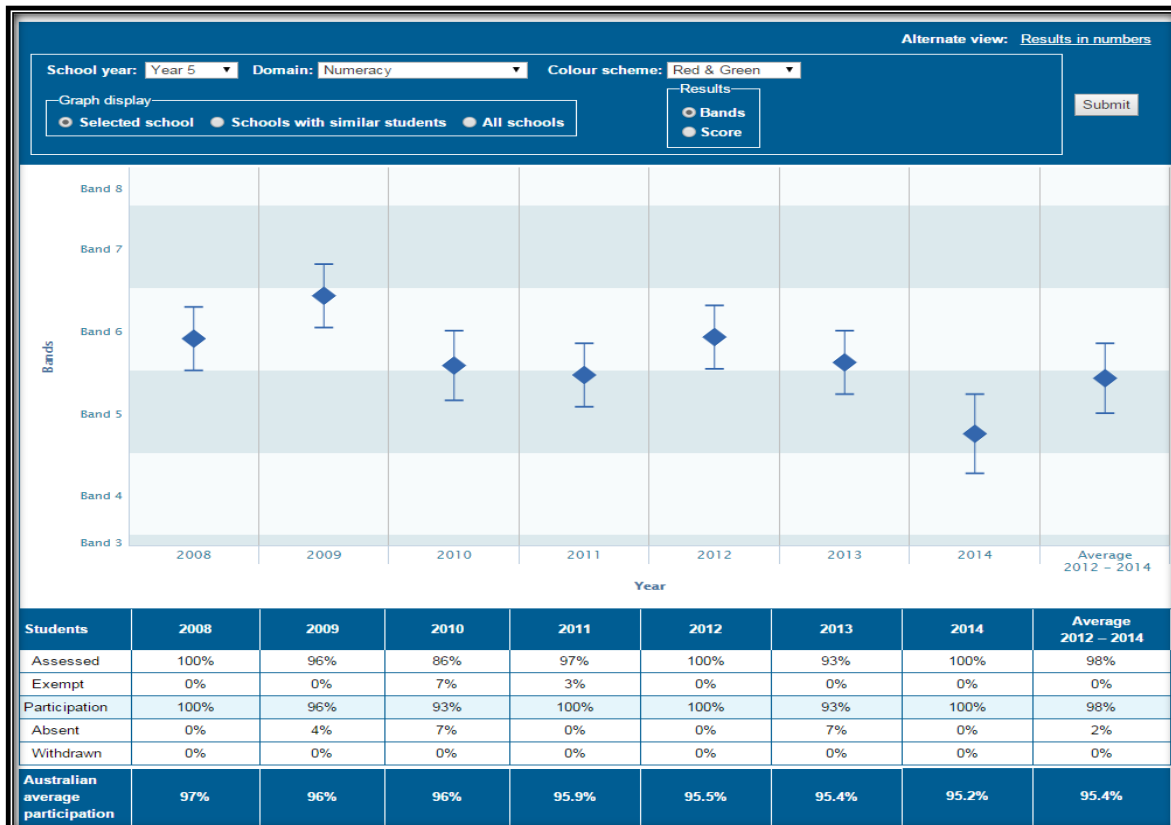 Alternate view: Results in numbers
School year: Year 5 Domain: Numeracy Colour scheme: Red & Green
Graph display
Selected school Schools with similar students All schools
Results
Bands
Score
Submit
Band 8
Band 7
Band 6
Band 5
Band 4
Band 3
Bands
2008 2009 2010 2011 2012 2013 2014 Average
2012 – 2014
Year
Students 2008 2009 2010 2011 2012 2013 2014 Average
2012 – 2014
Assessed 100% 96% 86% 97% 100% 93% 100% 98%
Exempt 0% 0% 7% 3% 0% 0% 0% 0%
Participation 100% 96% 93% 100% 100% 93% 100% 98%
Absent 0% 4% 7% 0% 0% 7% 0% 2%
Withdrawn 0% 0% 0% 0% 0% 0% 0% 0%
Australian
average
participation 97% 96% 96% 95.9% 95.5% 95.4% 95.2% 95.4%